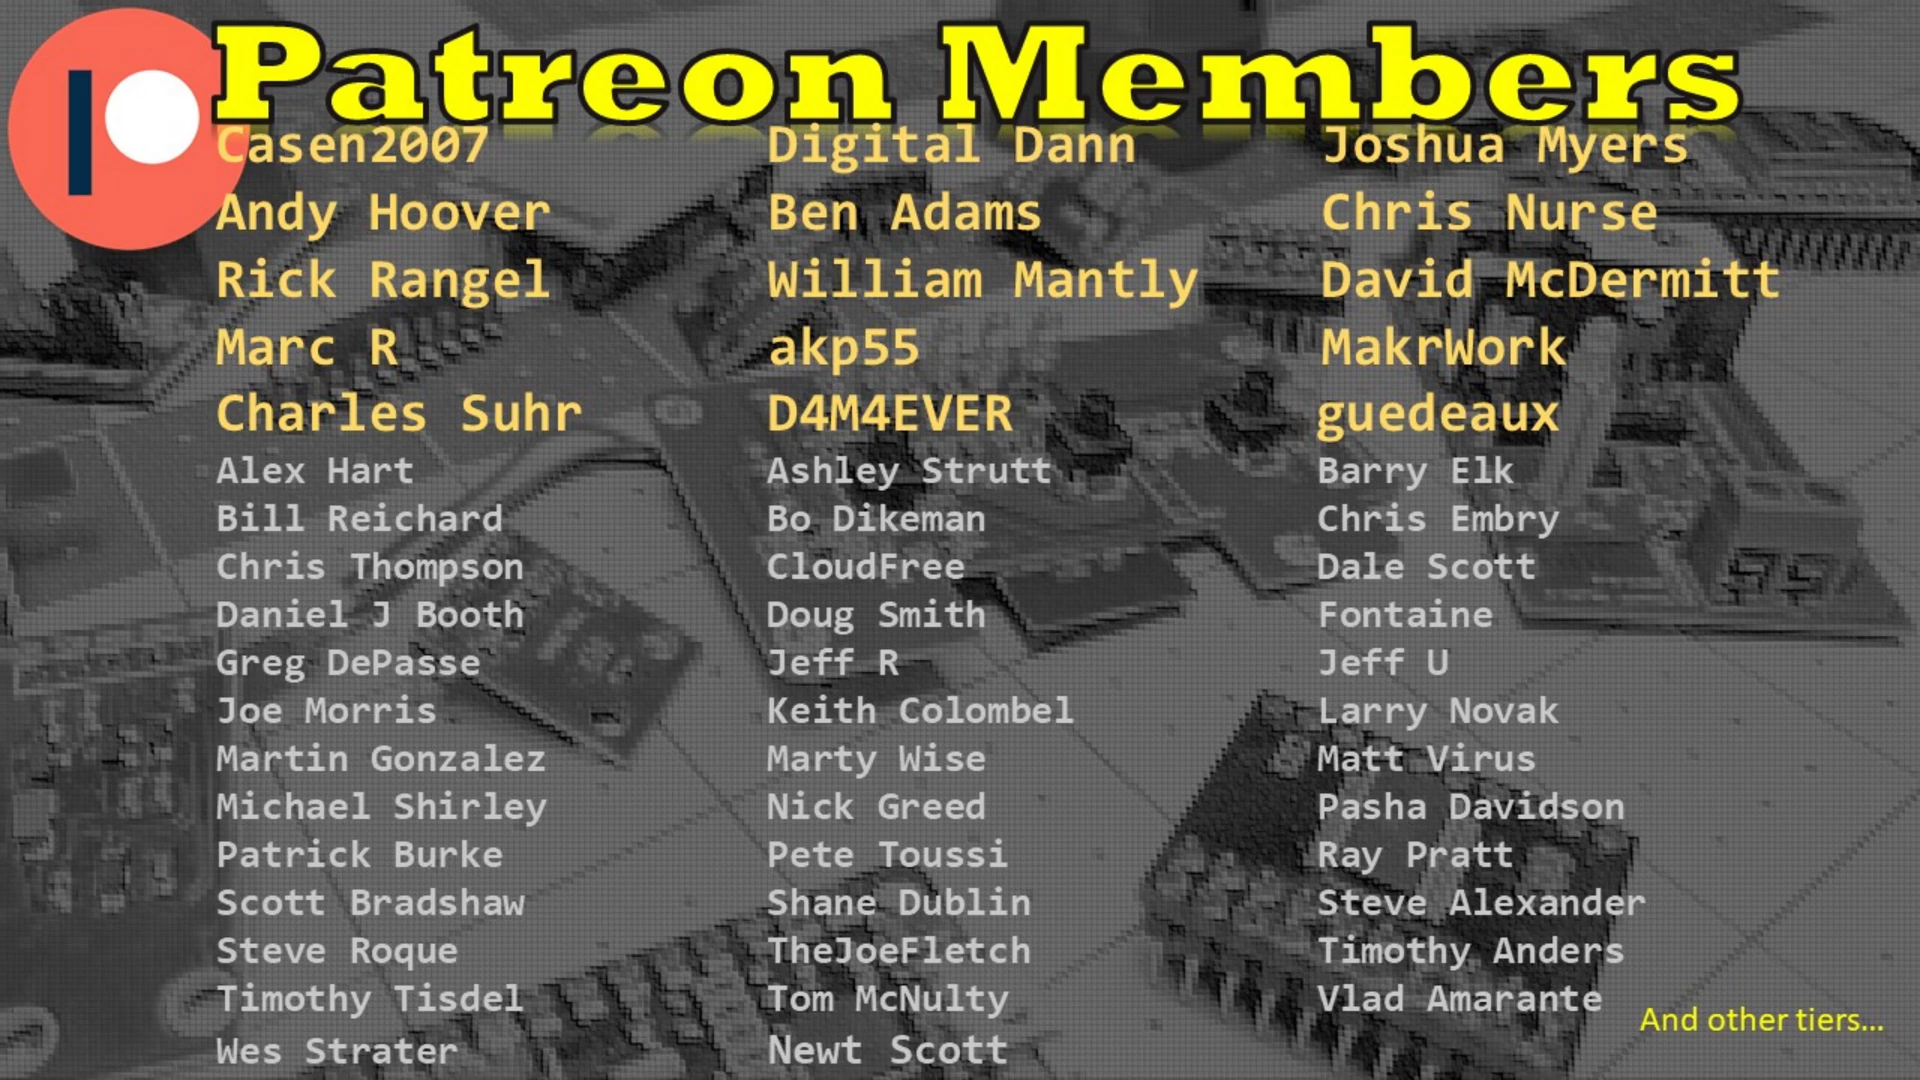 Patreon Members
Casen2007 Digital Dann Joshua Myers
Andy Hoover Ben Adams Chris Nurse
Rick Rangel William Mantly David McDermitt
Marc R akp55 MakrWork
Charles Suhr D4M4EVER guedeaux
Alex Hart Ashley Strutt Barry Elk
Bill Reichard Bo Dikeman Chris Embry
Chris Thompson CloudFree Dale Scott
Daniel J Booth Doug Smith Fontaine
Greg DePasse Jeff R Jeff U
Joe Morris Keith Colombel Larry Novak
Martin Gonzalez Marty Wise Matt Virus
Michael Shirley Nick Greed Pasha Davidson
Patrick Burke Pete Toussi Ray Pratt
Scott Bradshaw Shane Dublin Steve Alexander
Steve Roque TheJoeFletch Timothy Anders
Timothy Tisdel Tom McNulty Vlad Amarante
And other tiers...
Wes Strater Newt Scott